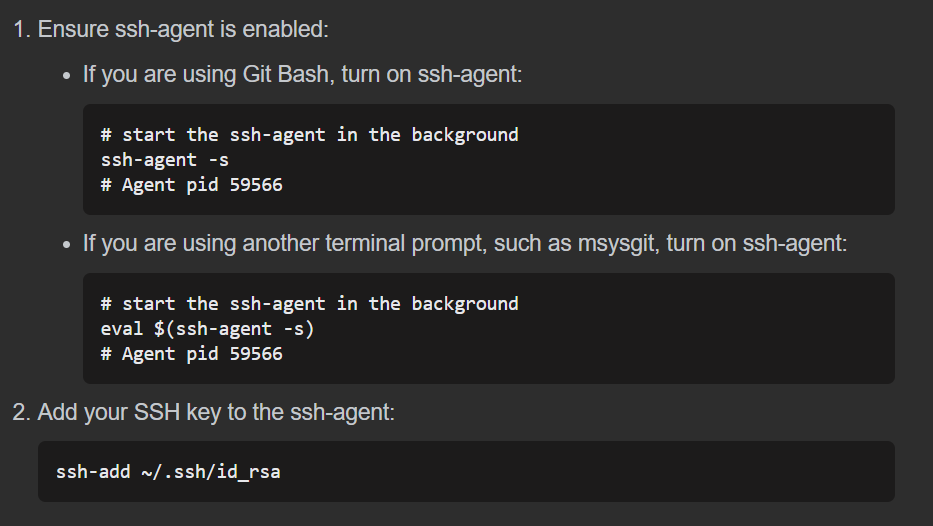 1. Ensure ssh-agent is enabled:
• If you are using Git Bash, turn on ssh-agent:
# start the ssh-agent in the background
ssh-agent -s
# Agent pid 59566
• If you are using another terminal prompt, such as msysgit, turn on ssh-agent:
# start the ssh-agent in the background
eval $(ssh-agent -s)
# Agent pid 59566
2. Add your SSH key to the ssh-agent:
ssh-add ~/.ssh/id_rsa